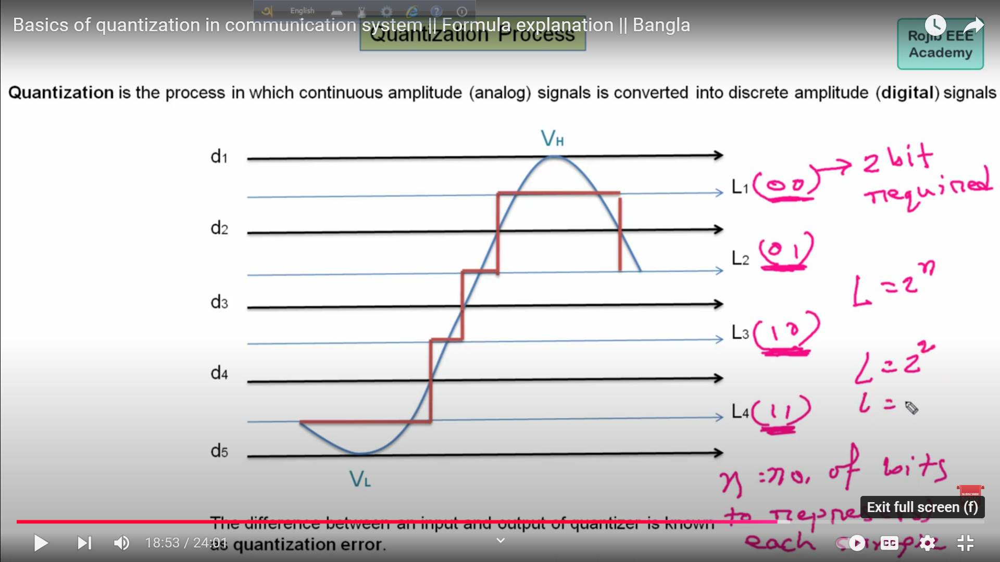 English
Basics of quantization in communication system || Formula explanation || Bangla
Quantization Process
Rojib EEE
Academy
Quantization is the process in which continuous amplitude (analog) signals is converted into discrete amplitude (digital) signals
VH
d1
L1 (00) → 2 bit
required
d2
L2 (01)
L = 2^n
d3
L3 (10)
L = 2^2
d4
L =
L4 (11)
d5
VL
n = no. of bits
SUBSCRIBE
Exit full screen (f)
The difference between an input and output of quantizer is known
to represent
18:53 / 24:01
as quantization error.
each sample
CC